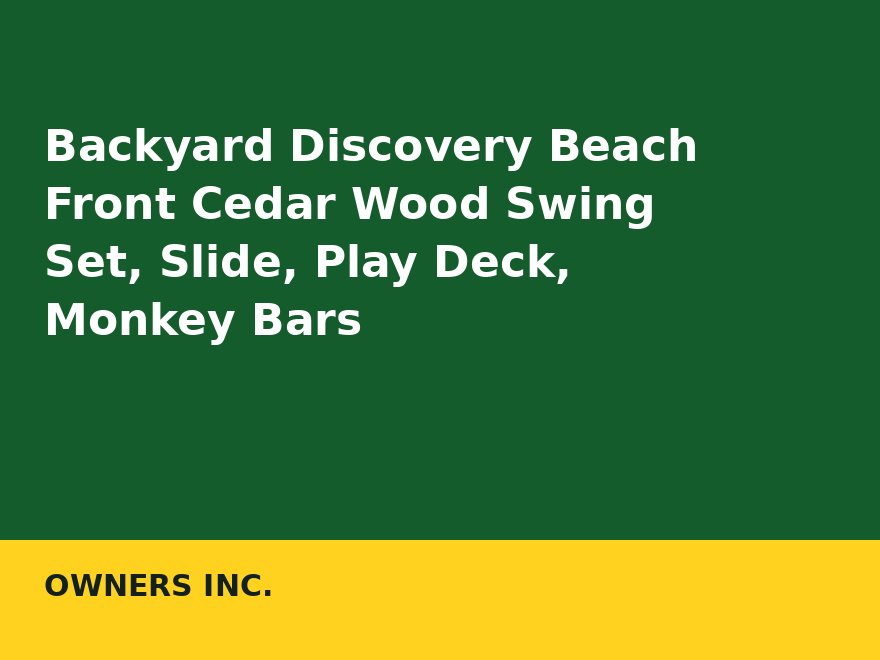 Backyard Discovery Beach
Front Cedar Wood Swing
Set, Slide, Play Deck,
Monkey Bars
OWNERS INC.